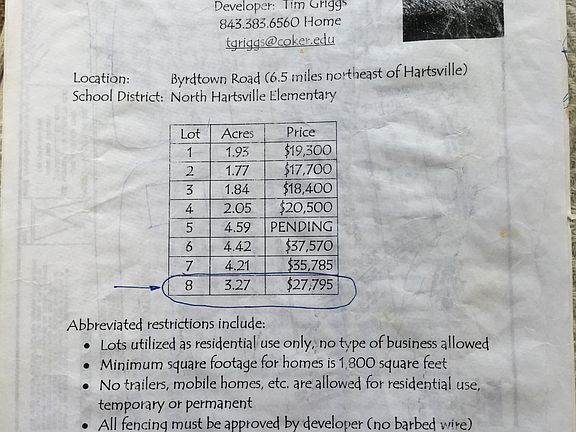 Developer: Tim Griggs
843.383.6560 Home
tgriggs@coker.edu
Location: Byrdtown Road (6.5 miles northeast of Hartsville)
School District: North Hartsville Elementary
Lot Acres Price
1 1.93 $19,300
2 1.77 $17,700
3 1.84 $18,400
4 2.05 $20,500
5 4.59 PENDING
6 4.42 $37,570
7 4.21 $35,785
8 3.27 $27,795
Abbreviated restrictions include:
• Lots utilized as residential use only, no type of business allowed
• Minimum square footage for homes is 1,800 square feet
• No trailers, mobile homes, etc. are allowed for residential use,
temporary or permanent
• All fencing must be approved by developer (no barbed wire)